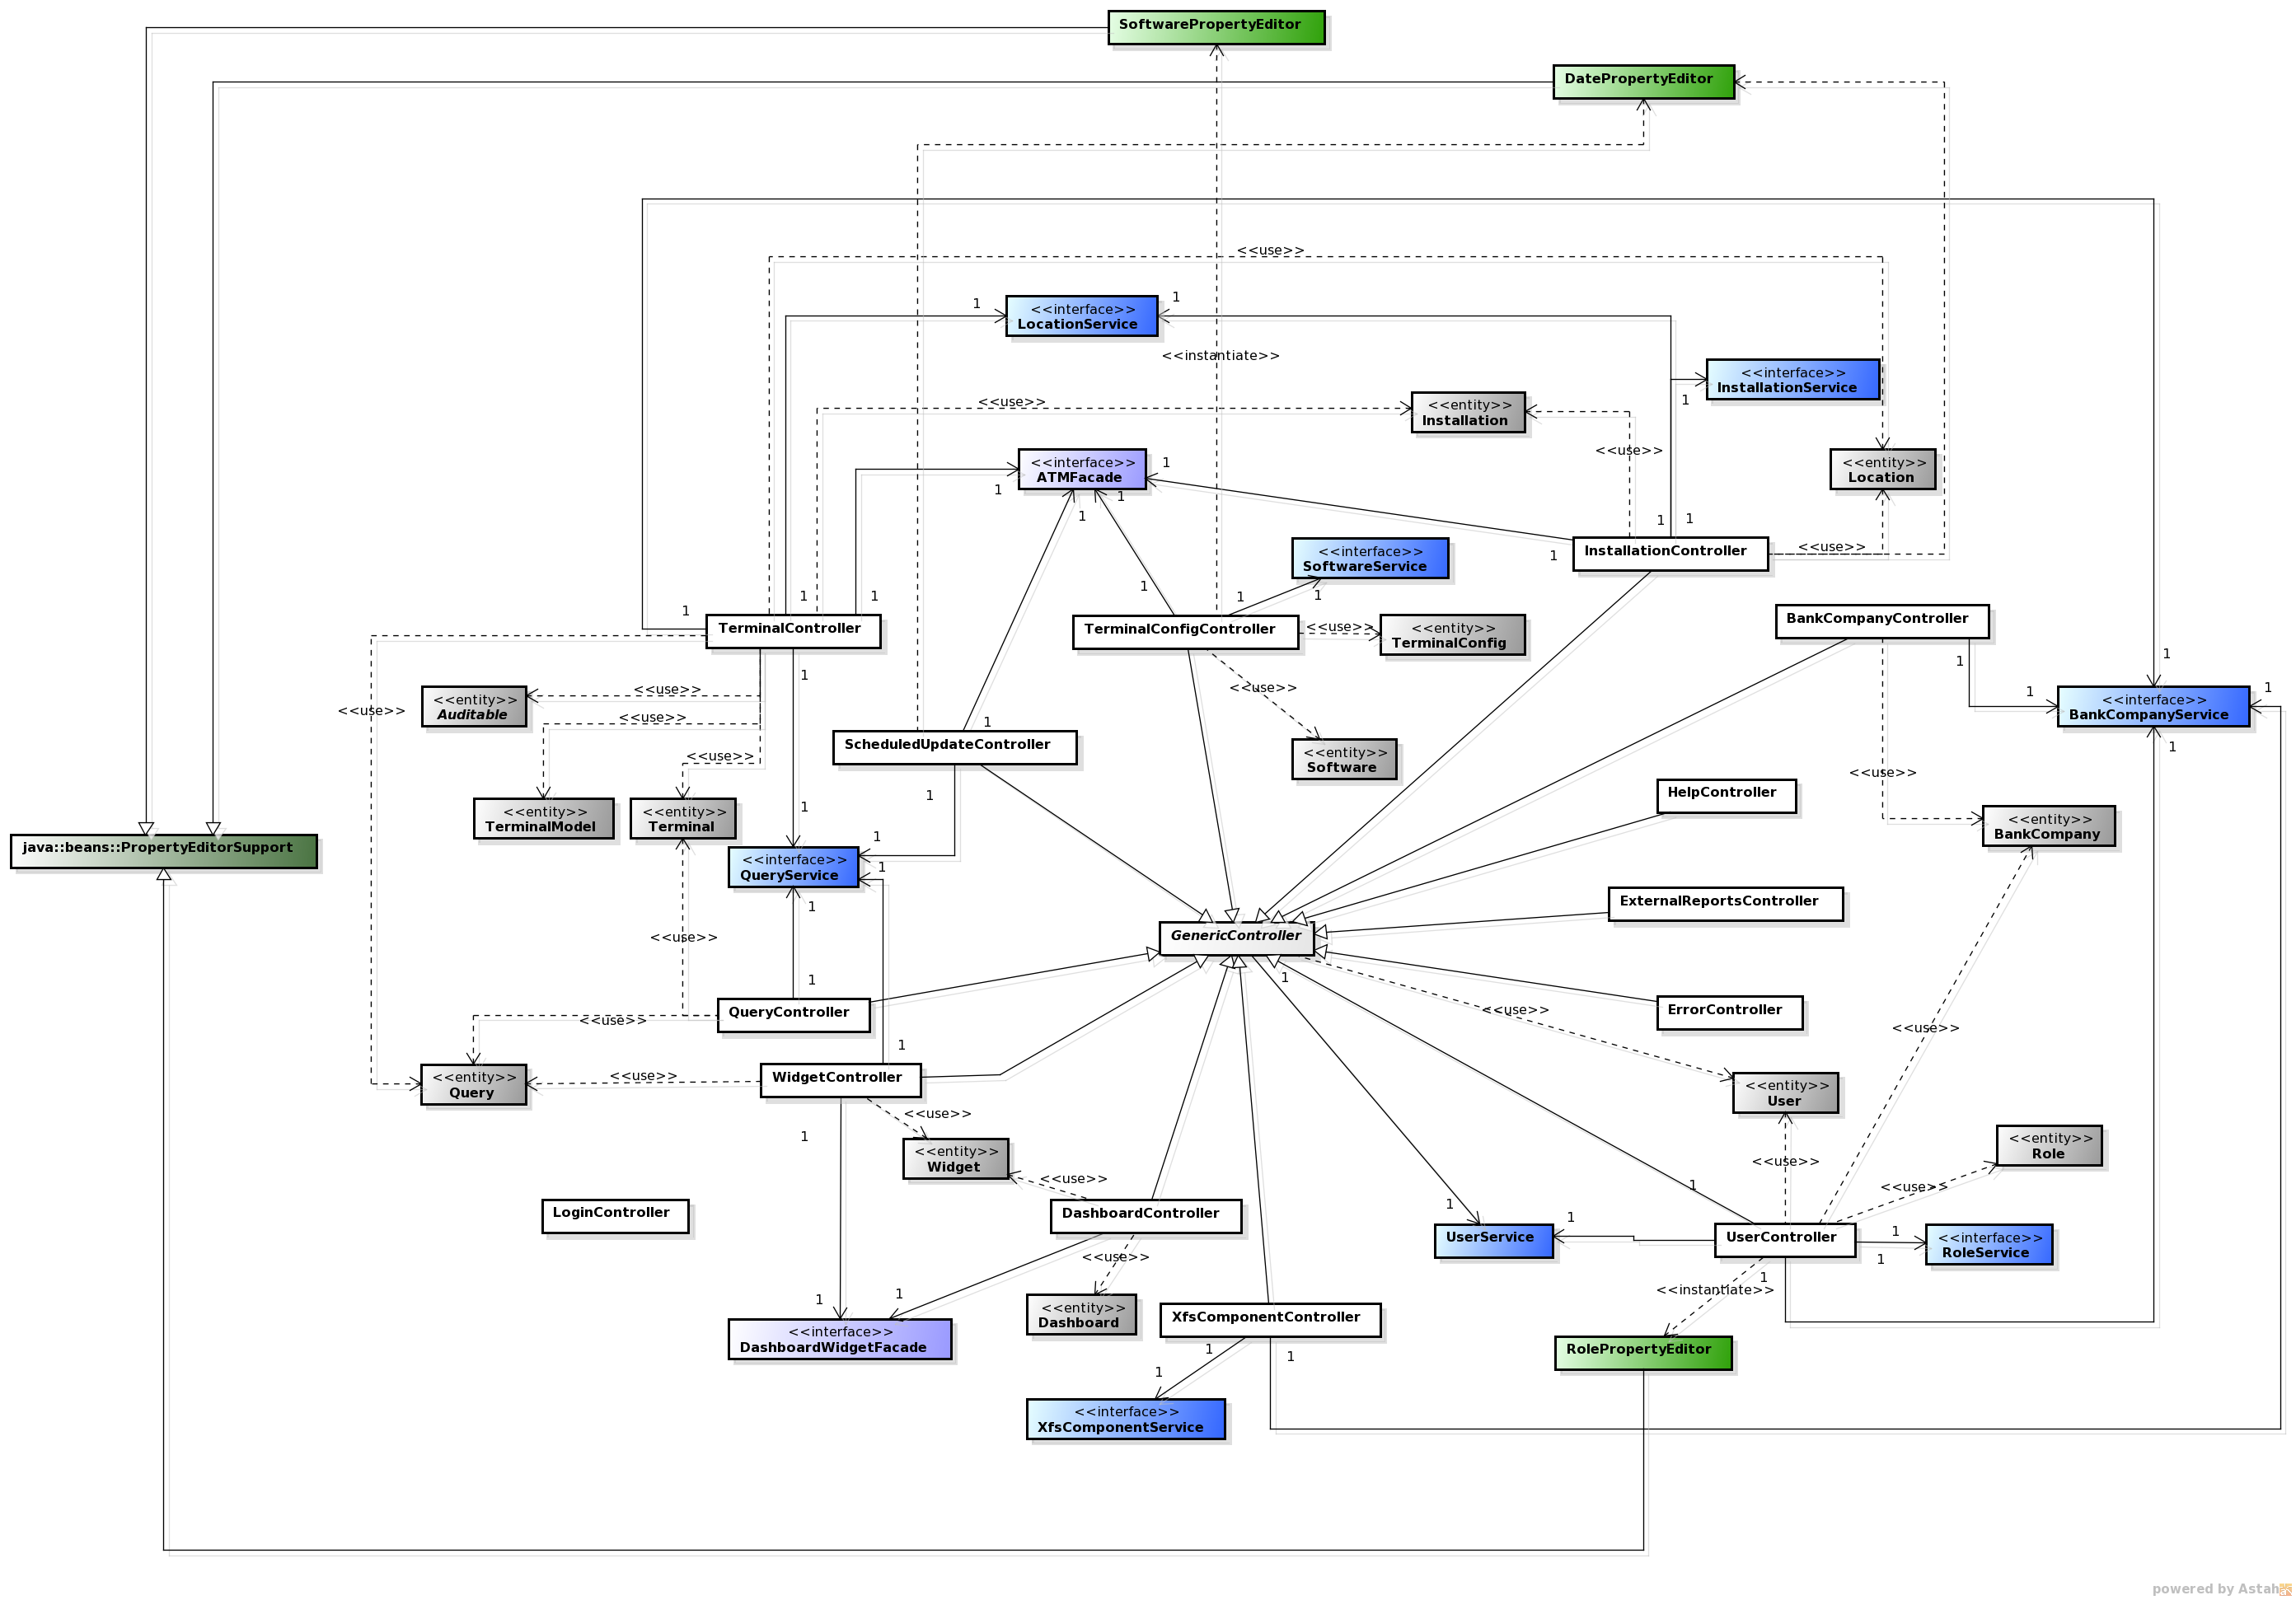 SoftwarePropertyEditor
DatePropertyEditor
<<use>>
<<interface>>
LocationService
1
1
<<instantiate>>
<<interface>>
InstallationService
1
<<use>>
<<entity>>
Installation
<<use>>
<<interface>>
ATMFacade
1
1
1
1
<<entity>>
Location
1
1
1
<<interface>>
SoftwareService
InstallationController
<<use>>
1
1
1
1
1
1
1
TerminalController
TerminalConfigController
<<use>>
<<entity>>
TerminalConfig
BankCompanyController
1
1
1
1
1
<<use>>
<<entity>>
Auditable
<<use>>
<<use>>
<<use>>
<<use>>
<<interface>>
BankCompanyService
1
1
ScheduledUpdateController
<<entity>>
Software
<<use>>
HelpController
1
1
<<entity>>
TerminalModel
<<entity>>
Terminal
<<entity>>
BankCompany
java::beans::PropertyEditorSupport
1
<<interface>>
QueryService
1
1
ExternalReportsController
<<use>>
GenericController
1
1
QueryController
<<use>>
<<use>>
ErrorController
<<use>>
1
WidgetController
<<use>>
<<entity>>
Query
<<use>>
<<entity>>
User
1
<<entity>>
Widget
<<use>>
<<use>>
<<entity>>
Role
<<use>>
1
LoginController
DashboardController
1
1
UserService
UserController
1
1
<<interface>>
RoleService
<<use>>
1
<<instantiate>>
1
1
<<entity>>
Dashboard
XfsComponentController
<<interface>>
DashboardWidgetFacade
1
1
1
RolePropertyEditor
<<interface>>
XfsComponentService
powered by Astah